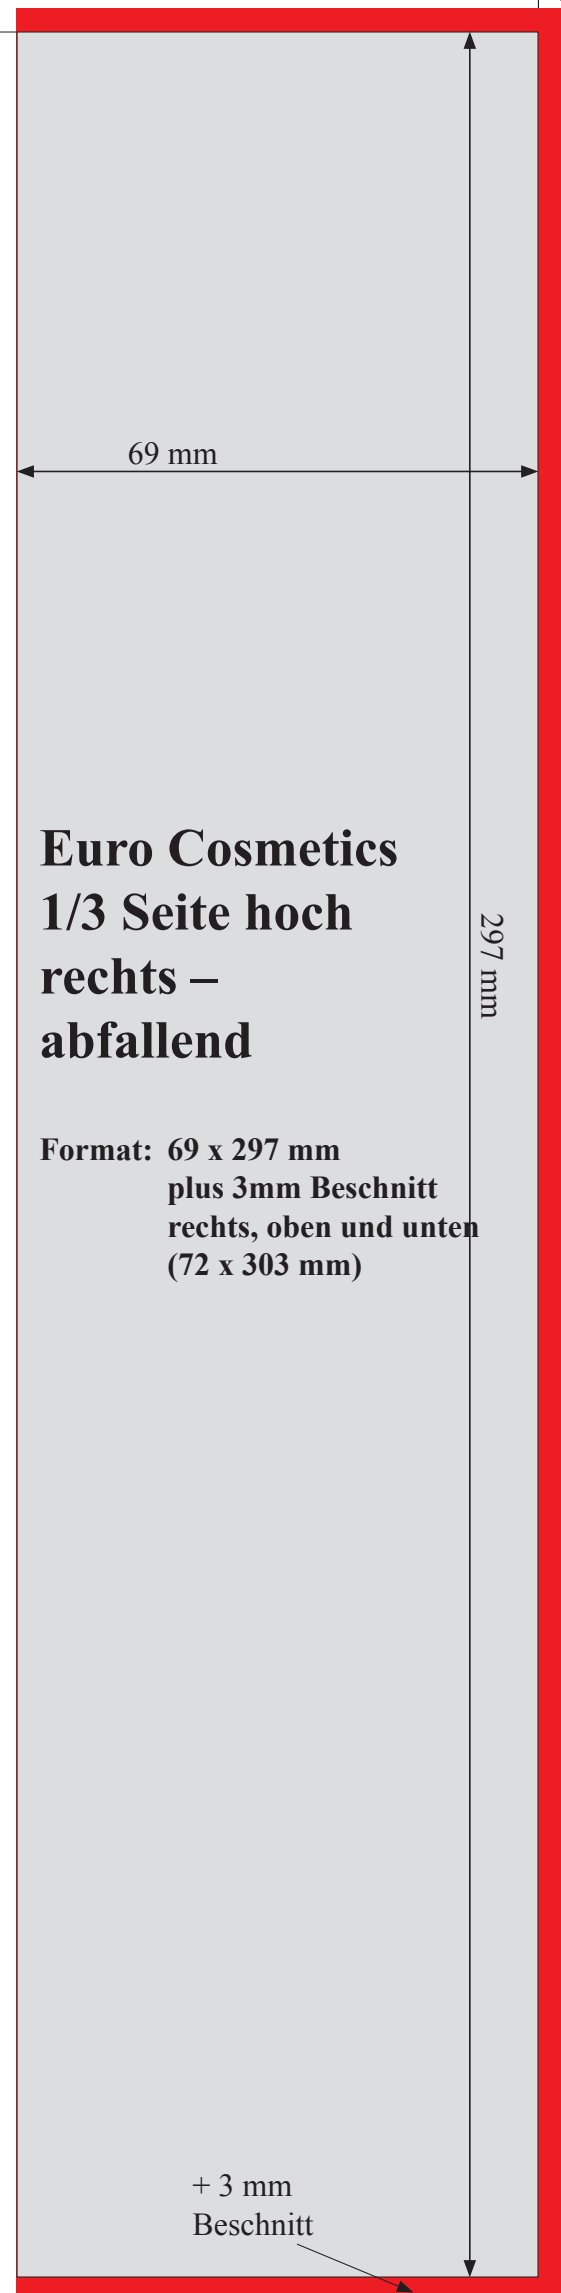 69 mm
Euro Cosmetics
1/3 Seite hoch
rechts –
abfallend
297 mm
Format: 69 x 297 mm
plus 3mm Beschnitt
rechts, oben und unten
(72 x 303 mm)
+ 3 mm
Beschnitt